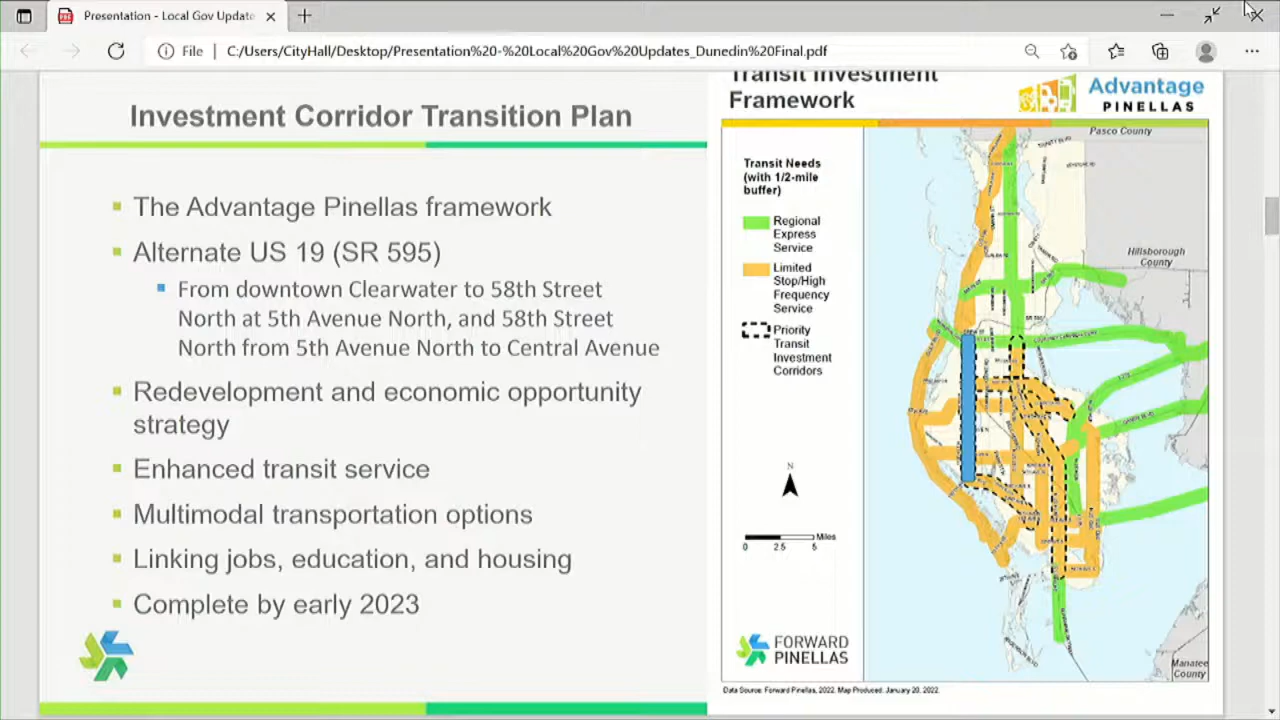 Presentation - Local Gov Update
File
C:/Users/CityHall/Desktop/Presentation%20-%20Local%20Gov%20Updates_Dunedin%20Final.pdf
Investment Corridor Transition Plan
The Advantage Pinellas framework
Alternate US 19 (SR 595)
From downtown Clearwater to 58th Street
North at 5th Avenue North, and 58th Street
North from 5th Avenue North to Central Avenue
Redevelopment and economic opportunity
strategy
Enhanced transit service
Multimodal transportation options
Linking jobs, education, and housing
Complete by early 2023
Transit Investment
Framework
Advantage
PINELLAS
Transit Needs
(with 1/2-mile
buffer)
Regional
Express
Service
Limited
Stop/High
Frequency
Service
Priority
Transit
Investment
Corridors
N
Miles
0 2.5 5
FORWARD
PINELLAS
Pasco County
Hillsborough
County
Manatee
County
Data Source: Forward Pinellas, 2022. Map Produced: January 20, 2022.